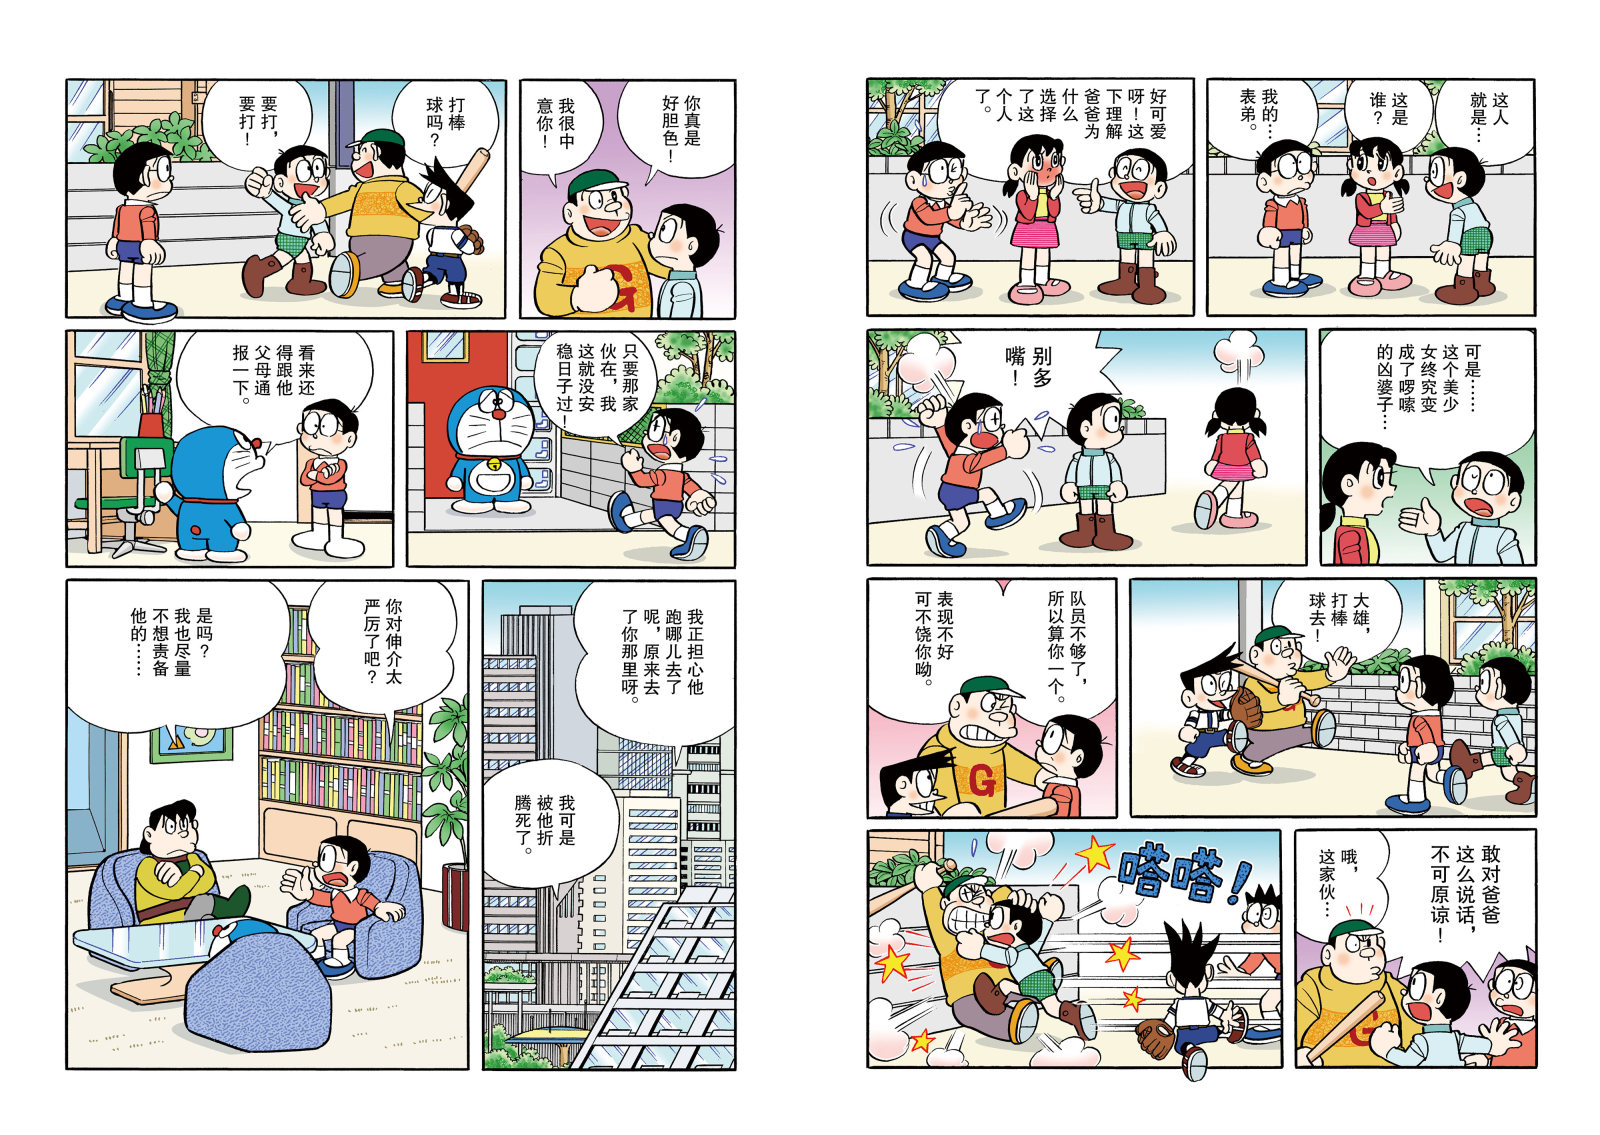 这人
就是…
这是
谁？
我的…
表弟。
好可爱
呀！这
下理解
爸爸为
什么
选择
了这
个人
了。
可是……
这个美少
女终究变
成了啰嗦
的凶婆子…
别多
嘴！
大雄，
打棒
球去！
队员不够了，
所以算你一个。
表现不好
可不饶你呦。
G
敢对爸爸
这么说话，
不可原谅！
哦，
这家伙…
G
嗒嗒！
你真是
好胆色！
我很中
意你！
G
打棒
球吗？
要打，
要打！
只要那家
伙在，我
这就没安
稳日子过！
看来还
得跟他
父母通
报一下。
我正担心他
跑哪儿去了
呢，原来去
了你那里呀。
我可是
被他折
腾死了。
你对伸介太
严厉了吧？
是吗？
我也尽量
不想责备
他的……